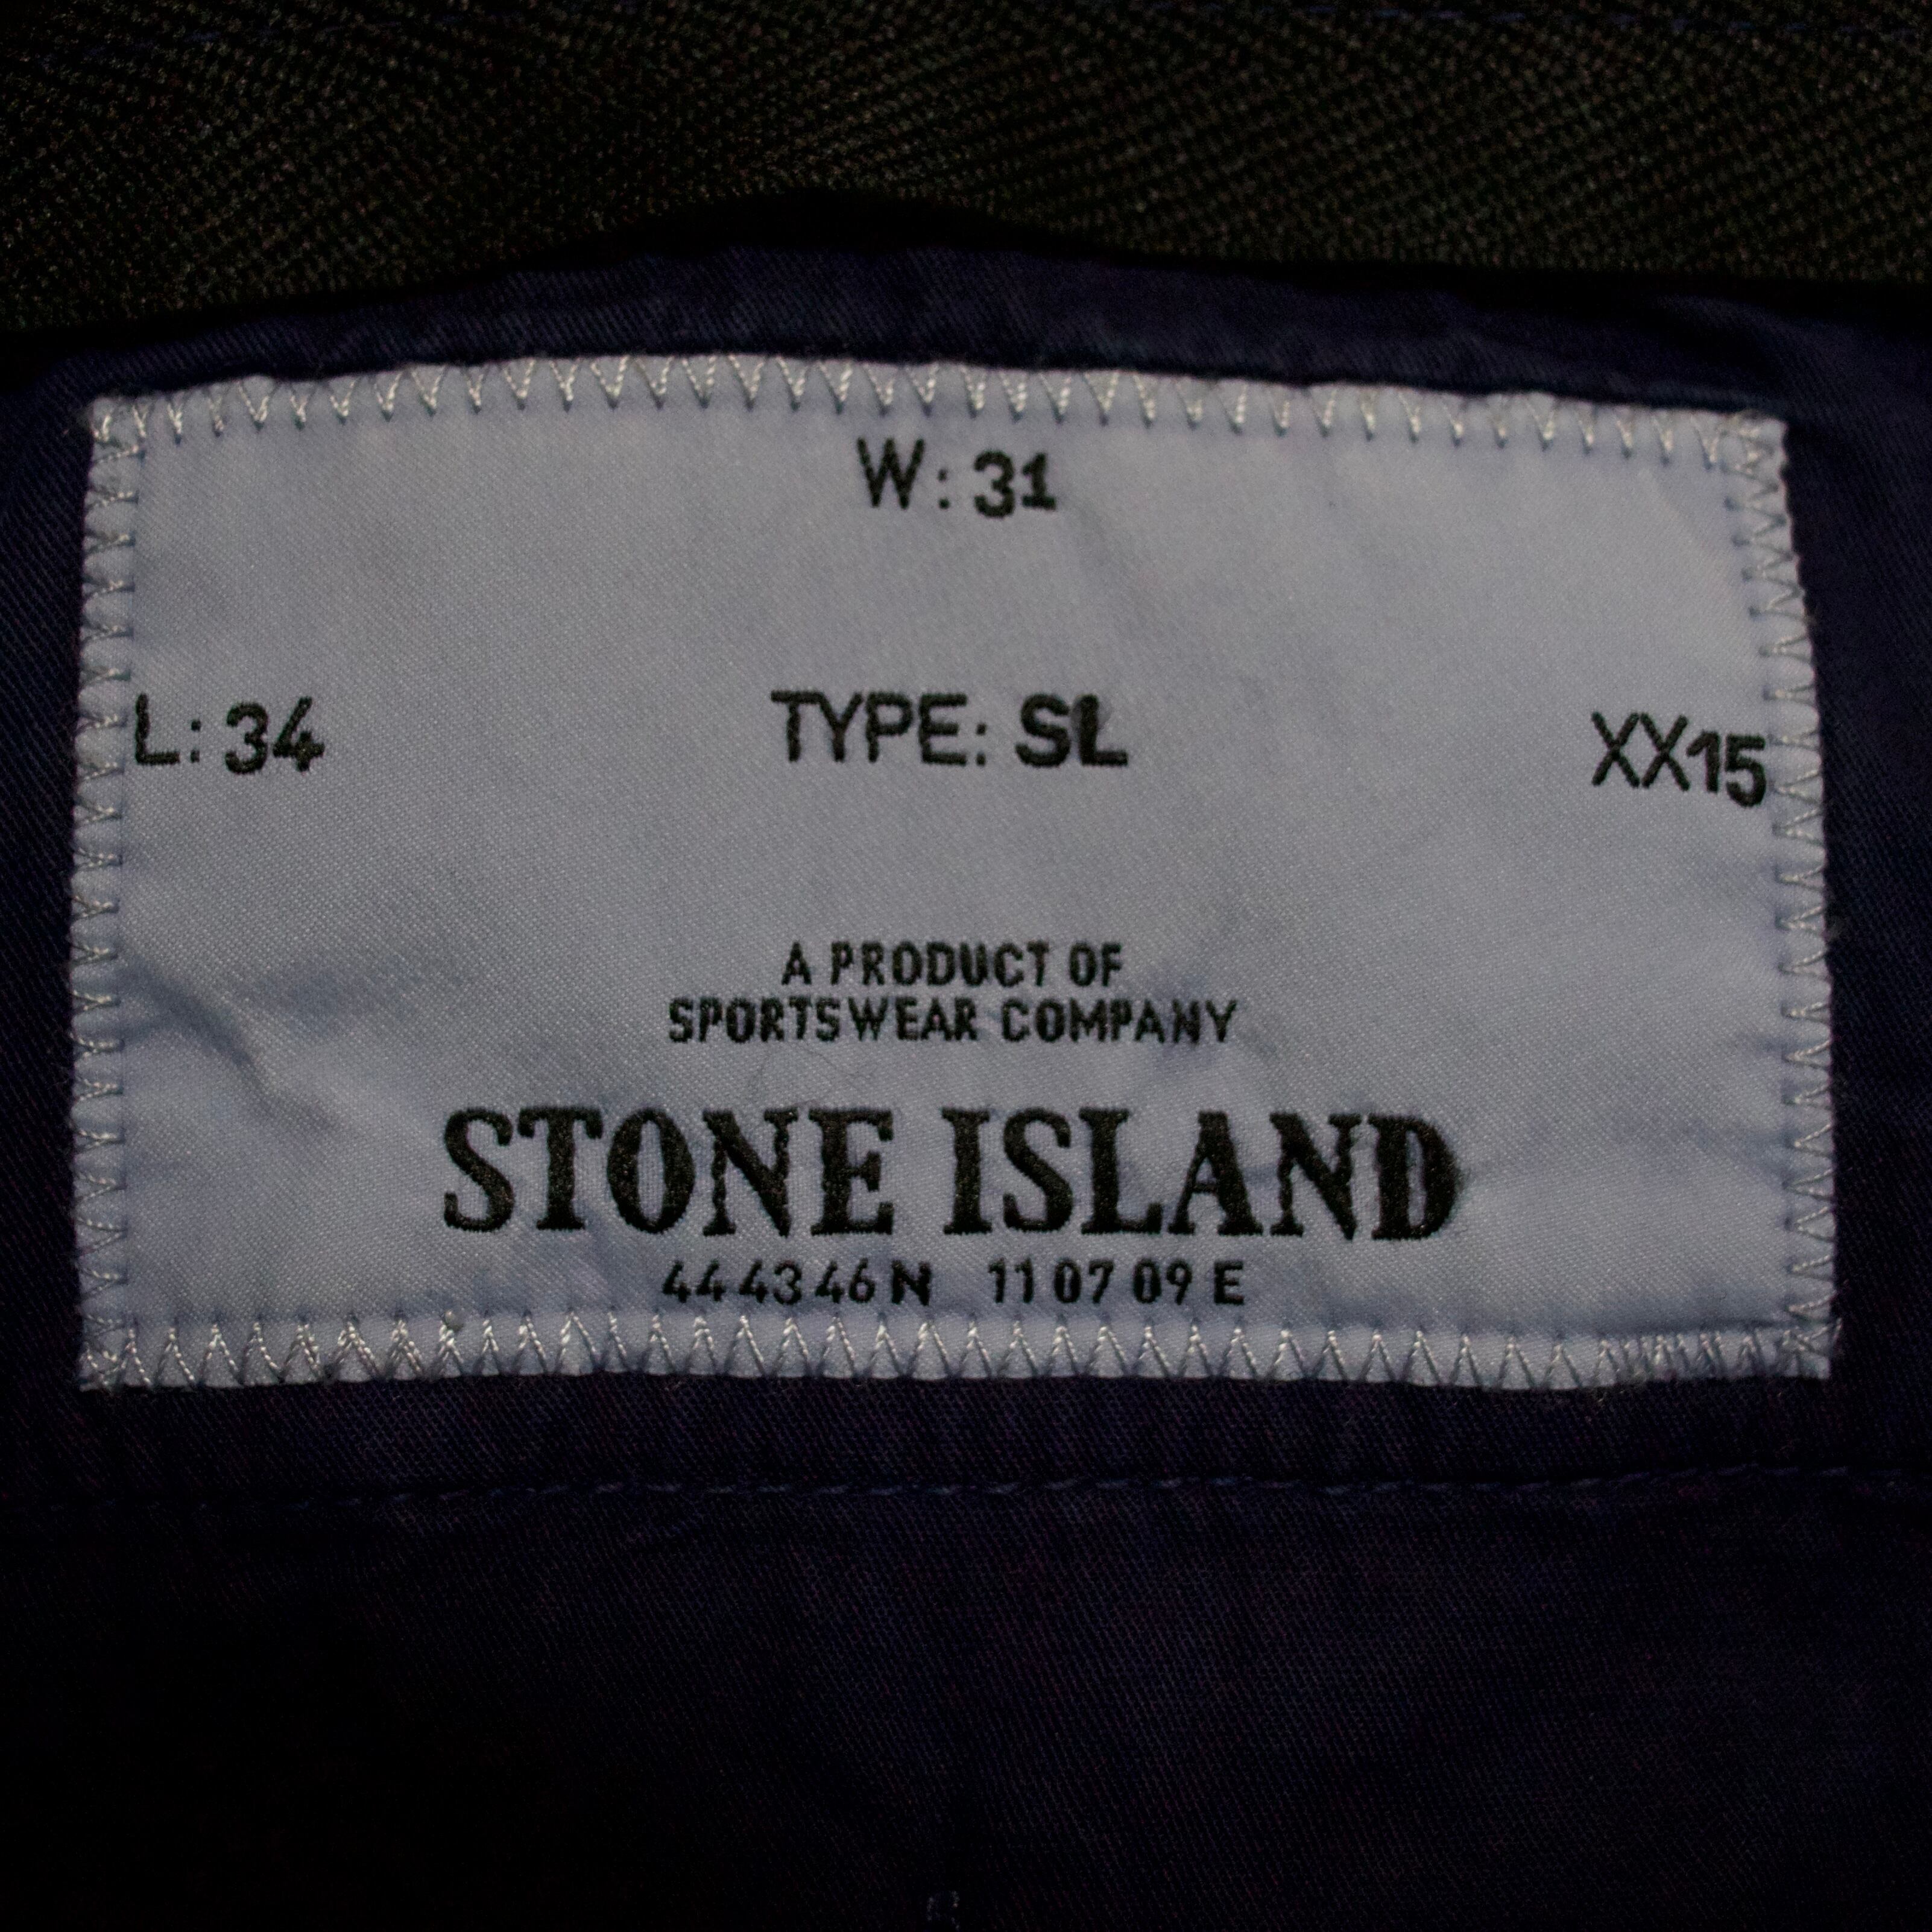 W: 31
L: 34 TYPE: SL XX15
A PRODUCT OF
SPORTSWEAR COMPANY
STONE ISLAND
44 43 46 N 11 07 09 E